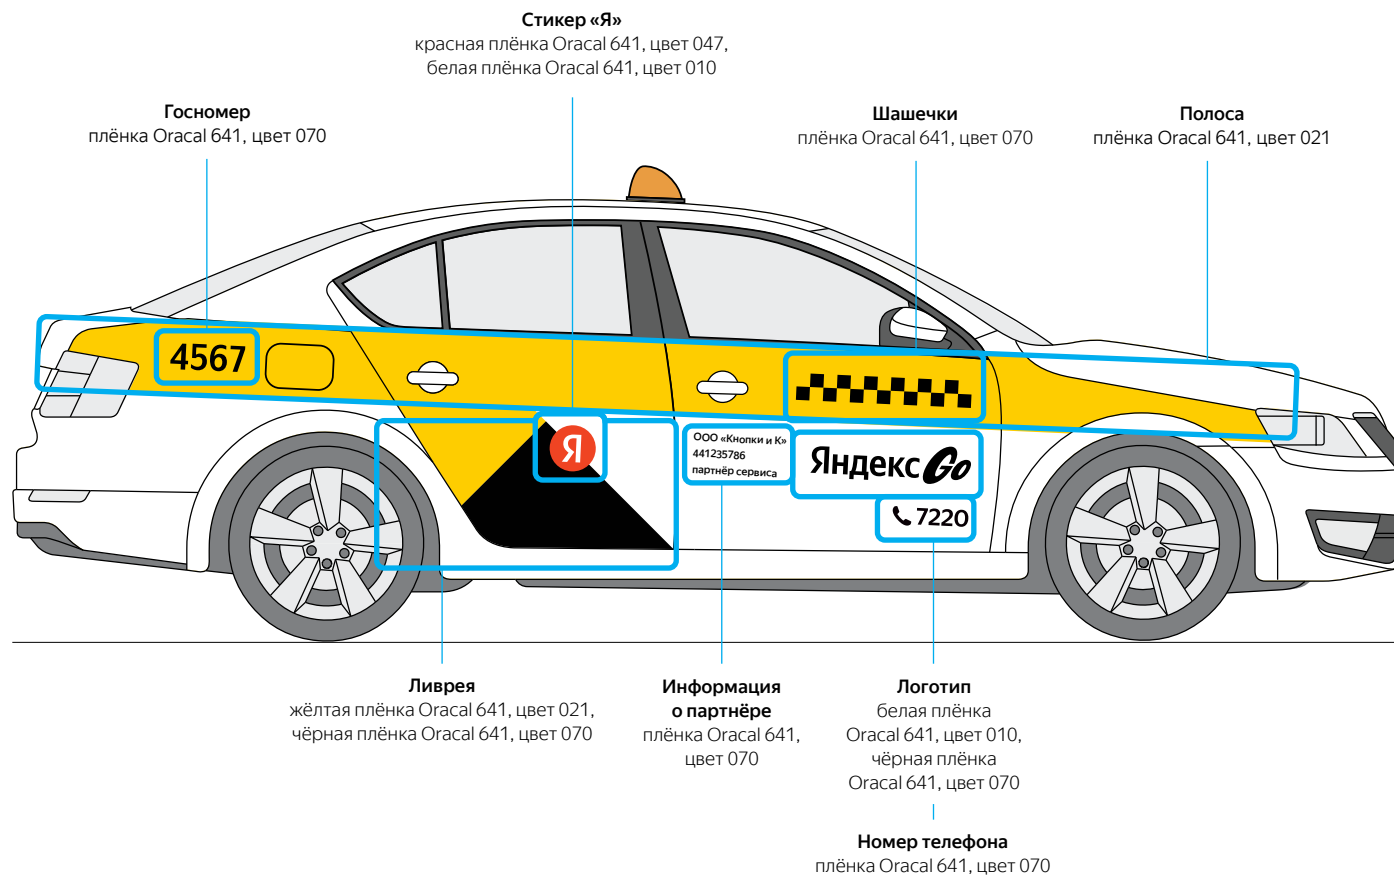 Стикер «Я»
красная плёнка Oracal 641, цвет 047,
белая плёнка Oracal 641, цвет 010
Госномер
плёнка Oracal 641, цвет 070
Шашечки
плёнка Oracal 641, цвет 070
Полоса
плёнка Oracal 641, цвет 021
4567
Я
ООО «Кнопки и К»
441235786
партнёр сервиса
Яндекс Go
7220
Ливрея
жёлтая плёнка Oracal 641, цвет 021,
чёрная плёнка Oracal 641, цвет 070
Информация
о партнёре
плёнка Oracal 641,
цвет 070
Логотип
белая плёнка
Oracal 641, цвет 010,
чёрная плёнка
Oracal 641, цвет 070
Номер телефона
плёнка Oracal 641, цвет 070